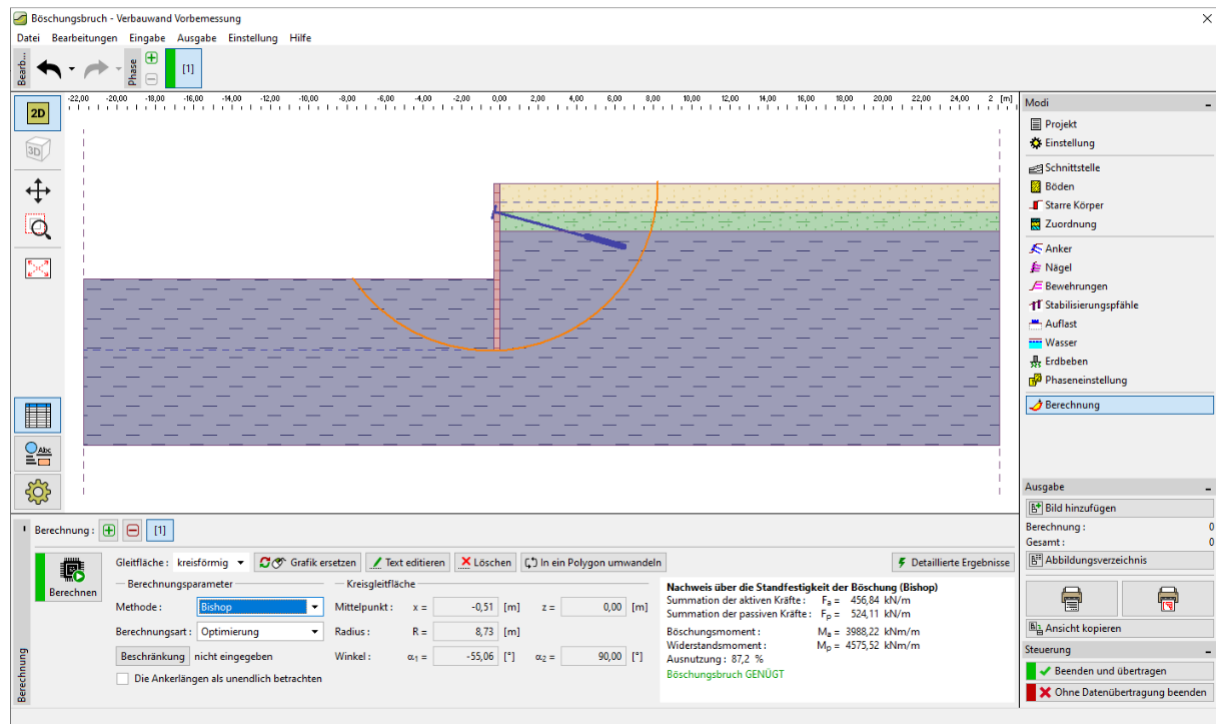 Böschungsbruch - Verbauwand Vorbemessung
Datei Bearbeitungen Eingabe Ausgabe Einstellung Hilfe
Bearb...
Phase
[1]
-22,00 -20,00 -18,00 -16,00 -14,00 -12,00 -10,00 -8,00 -6,00 -4,00 -2,00 0,00 2,00 4,00 6,00 8,00 10,00 12,00 14,00 16,00 18,00 20,00 22,00 24,00 2 [m]
2D
3D
Abc
Modi
Projekt
Einstellung
Schnittstelle
Böden
Starre Körper
Zuordnung
Anker
Nägel
Bewehrungen
Stabilisierungspfähle
Auflast
Wasser
Erdbeben
Phaseneinstellung
Berechnung
Ausgabe
Bild hinzufügen
Berechnung : 0
Gesamt : 0
Abbildungsverzeichnis
Ansicht kopieren
Steuerung
Beenden und übertragen
Ohne Datenübertragung beenden
Berechnung
Berechnung : [1]
Berechnen
Gleitfläche : kreisförmig Grafik ersetzen Text editieren Löschen In ein Polygon umwandeln Detaillierte Ergebnisse
Berechnungsparameter
Methode : Bishop
Berechnungsart : Optimierung
Beschränkung nicht eingegeben
Die Ankerlängen als unendlich betrachten
Kreisgleitfläche
Mittelpunkt : x = -0,51 [m] z = 0,00 [m]
Radius : R = 8,73 [m]
Winkel : α1 = -55,06 [°] α2 = 90,00 [°]
Nachweis über die Standfestigkeit der Böschung (Bishop)
Summation der aktiven Kräfte : Fa = 456,84 kN/m
Summation der passiven Kräfte : Fp = 524,11 kN/m
Böschungsmoment : Ma = 3988,22 kNm/m
Widerstandsmoment : Mp = 4575,52 kNm/m
Ausnutzung : 87,2 %
Böschungsbruch GENÜGT